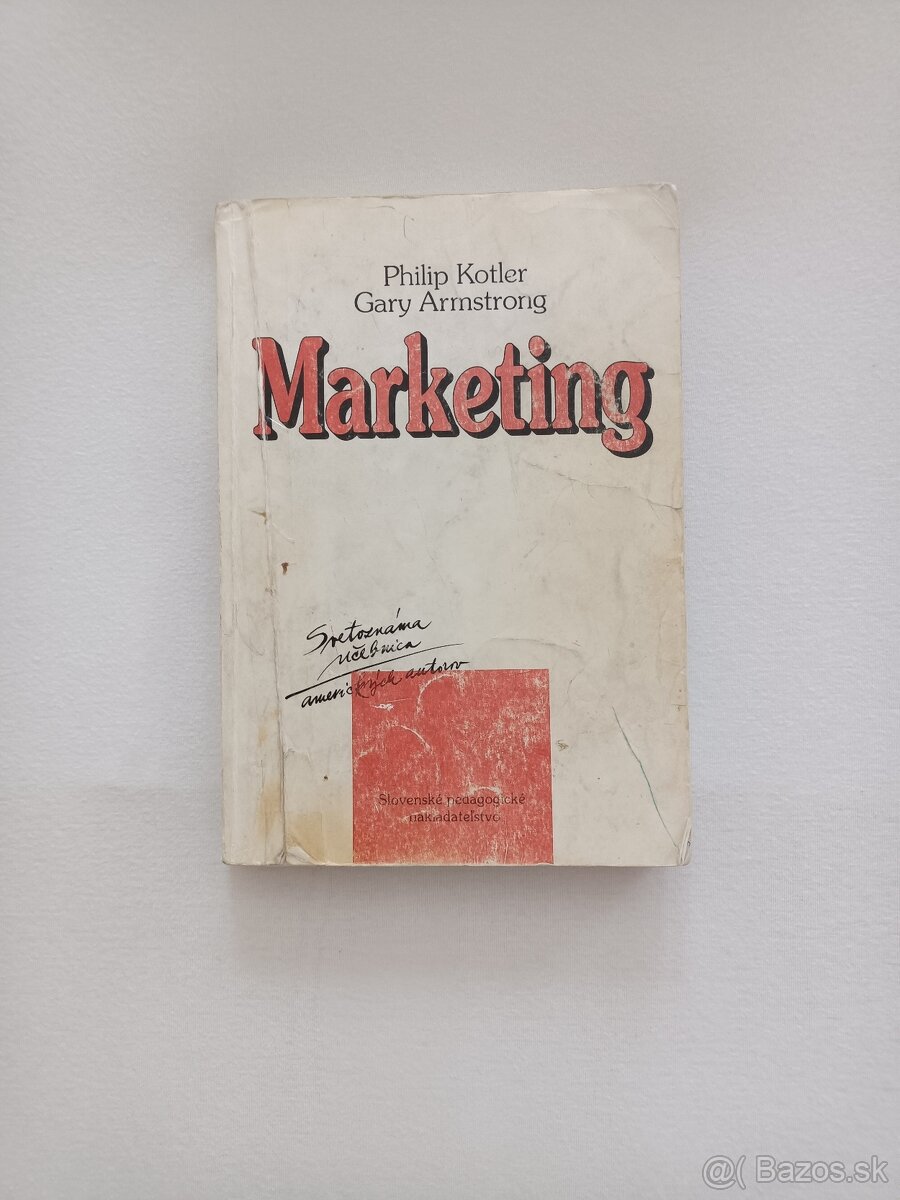 Philip Kotler
Gary Armstrong
Marketing
Svetoznáma
učebnica
amerických autorov
Slovenské pedagogické
nakladateľstvo
@( Bazos.sk